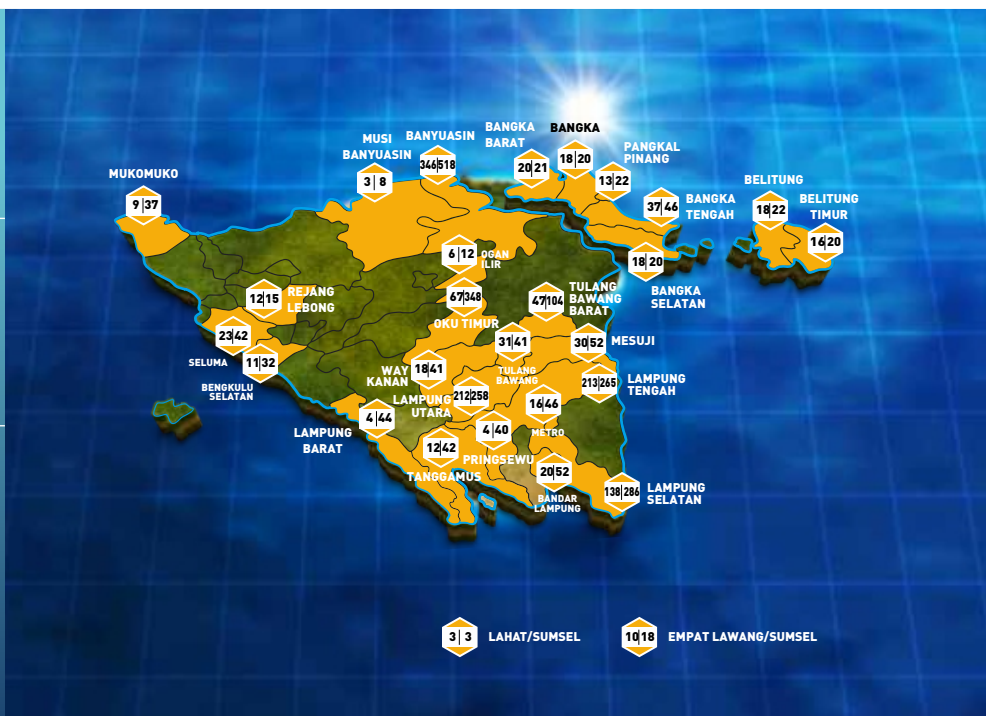 MUKOMUKO
9|37
MUSI
BANYUASIN
3|8
BANYUASIN
346|518
BANGKA
BARAT
20|21
BANGKA
18|20
PANGKAL
PINANG
13|22
37|46
BANGKA
TENGAH
BELITUNG
18|22
BELITUNG
TIMUR
16|20
18|20
BANGKA
SELATAN
6|12
OGAN
ILIR
12|15
REJANG
LEBONG
67|348
OKU TIMUR
47|104
TULANG
BAWANG
BARAT
23|42
SELUMA
11|32
BENGKULU
SELATAN
31|41
TULANG
BAWANG
30|52
MESUJI
WAY
KANAN
18|41
213|265
LAMPUNG
TENGAH
LAMPUNG
UTARA
212|258
16|46
METRO
4|44
LAMPUNG
BARAT
4|40
PRINGSEWU
12|42
TANGGAMUS
20|52
BANDAR
LAMPUNG
138|286
LAMPUNG
SELATAN
3|3
LAHAT/SUMSEL
10|18
EMPAT LAWANG/SUMSEL